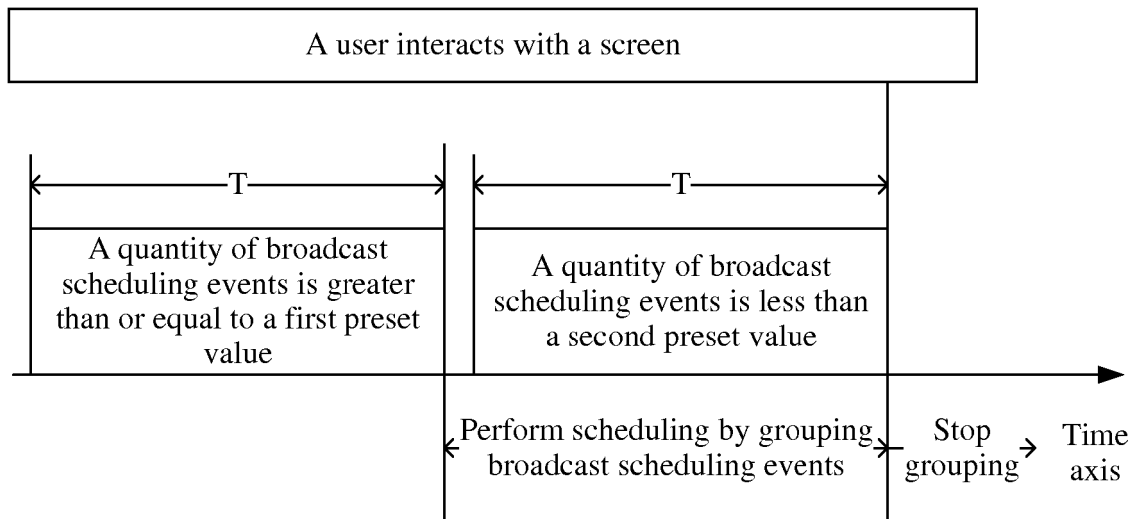 A user interacts with a screen
T
T
A quantity of broadcast
scheduling events is greater
than or equal to a first preset
value
A quantity of broadcast
scheduling events is less than
a second preset value
Perform scheduling by grouping
broadcast scheduling events
Stop
grouping
Time
axis